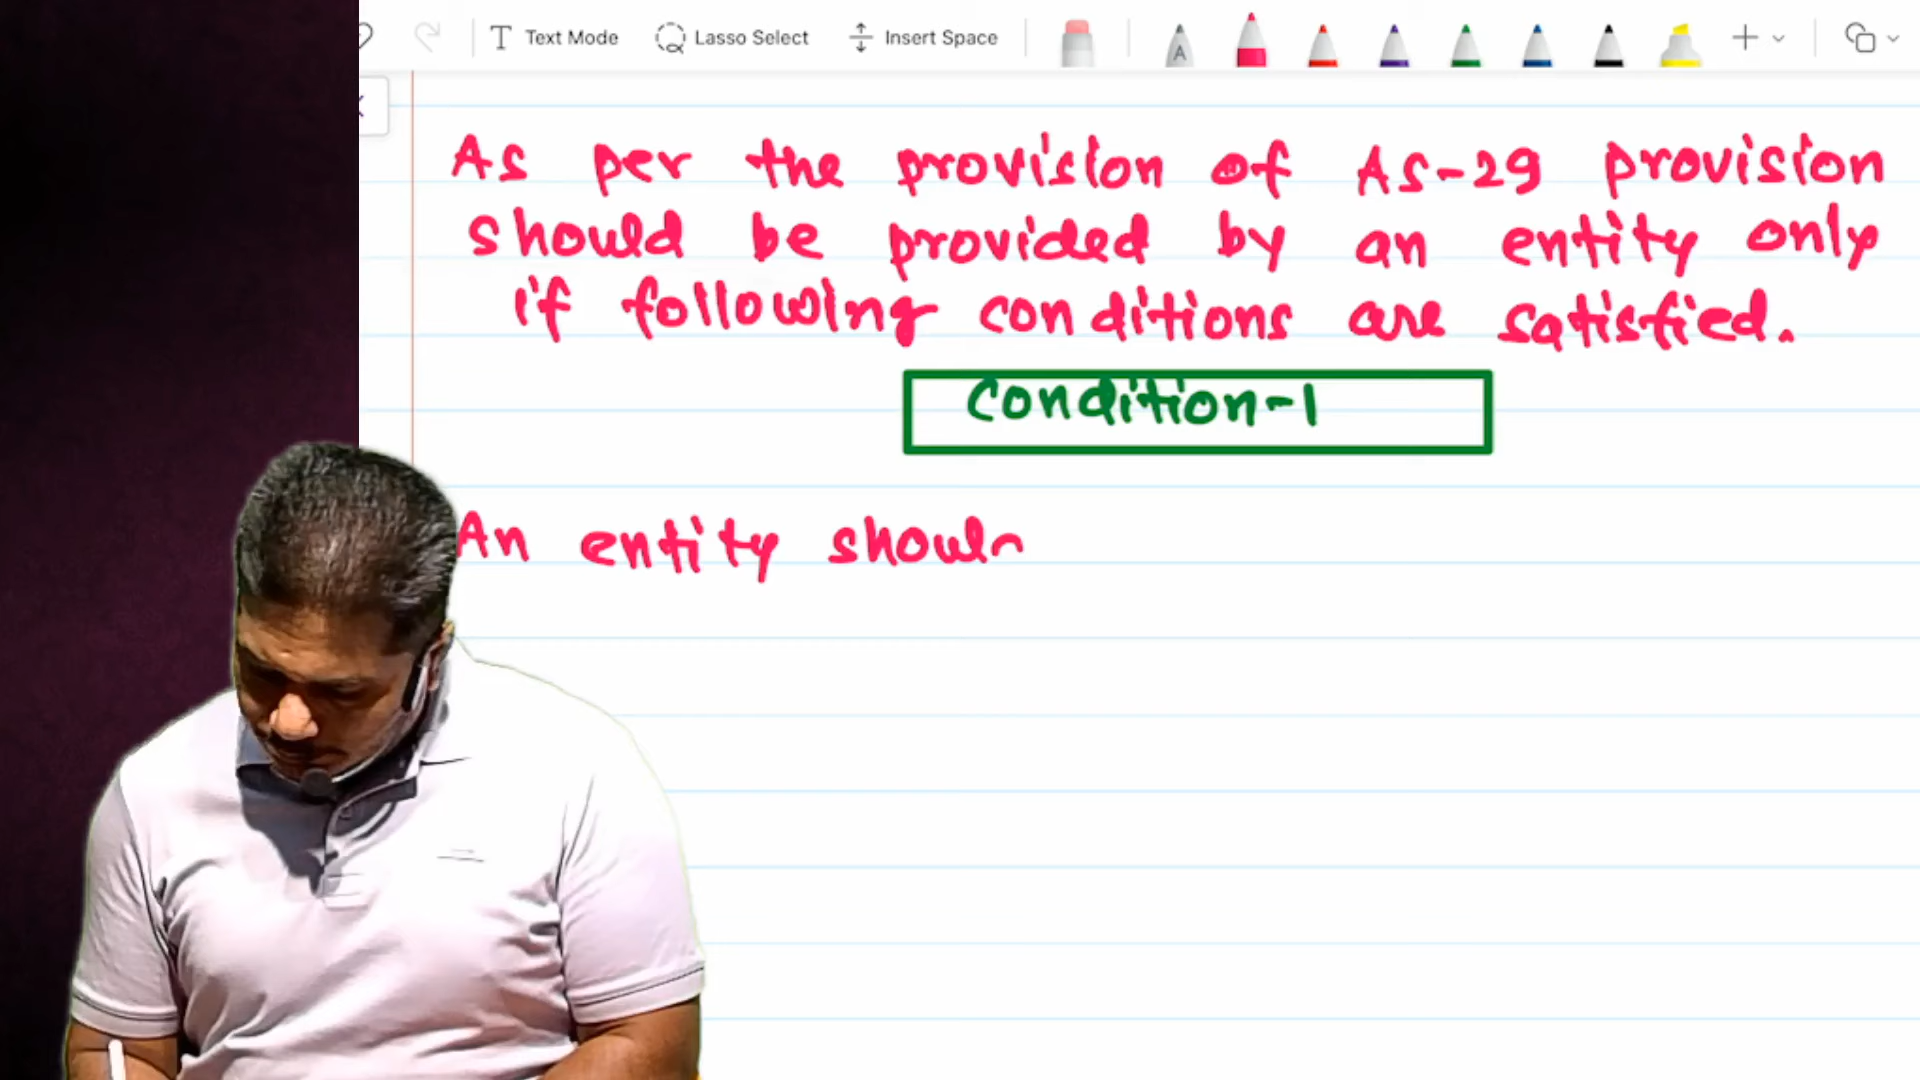 Text Mode Lasso Select Insert Space A
As per the provision of AS-29 provision
should be provided by an entity only
if following conditions are satisfied.
Condition-1
An entity shoul